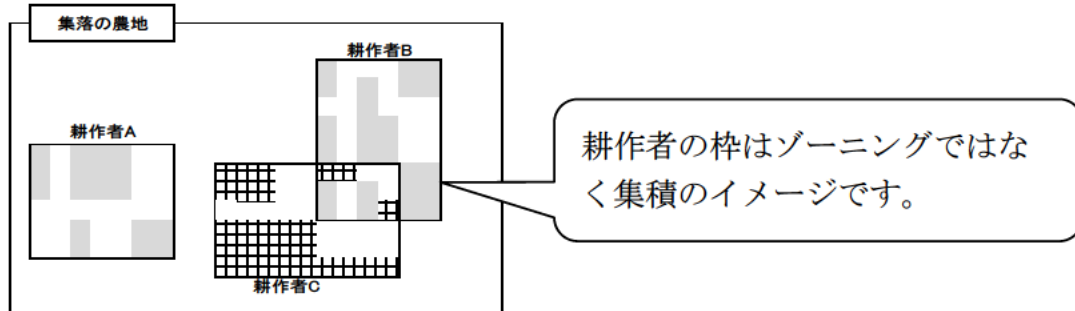 集落の農地
耕作者B
耕作者A
耕作者C
耕作者の枠はゾーニングではな
く集積のイメージです。